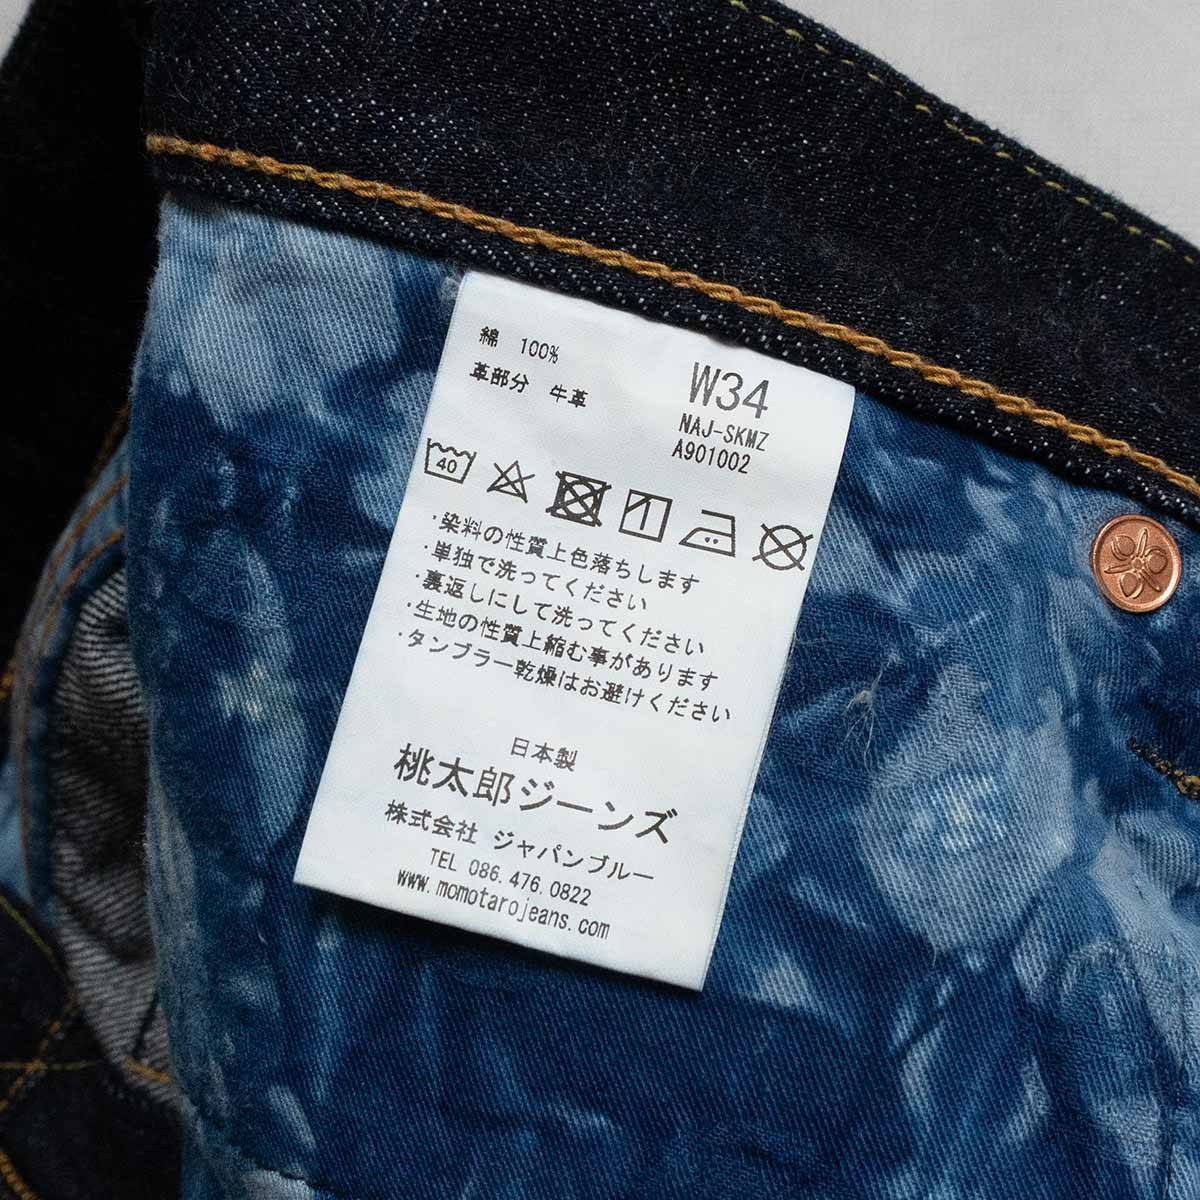 綿 100%
革部分 牛革
W34
NAJ-SKMZ
A901002
40
・染料の性質上色落ちします
・単独で洗ってください
・裏返しにして洗ってください
・生地の性質上縮む事があります
・タンブラー乾燥はお避けください
日本製
桃太郎ジーンズ
株式会社 ジャパンブルー
TEL 086.476.0822
www.momotarojeans.com